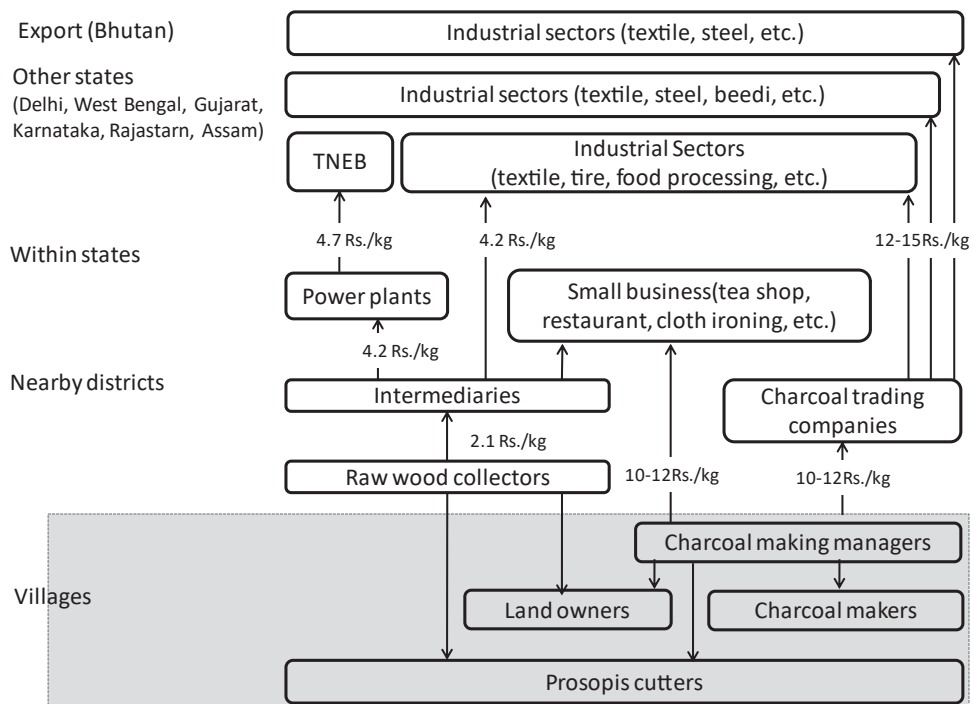 Export (Bhutan)
Industrial sectors (textile, steel, etc.)
Other states
(Delhi, West Bengal, Gujarat,
Karnataka, Rajastarn, Assam)
Industrial sectors (textile, steel, beedi, etc.)
TNEB
Industrial Sectors
(textile, tire, food processing, etc.)
Within states
4.7 Rs./kg
4.2 Rs./kg
12-15Rs./kg
Power plants
Small business(tea shop,
restaurant, cloth ironing, etc.)
4.2 Rs./kg
Nearby districts
Intermediaries
Charcoal trading
companies
2.1 Rs./kg
Raw wood collectors
10-12Rs./kg
10-12Rs./kg
Charcoal making managers
Villages
Land owners
Charcoal makers
Prosopis cutters